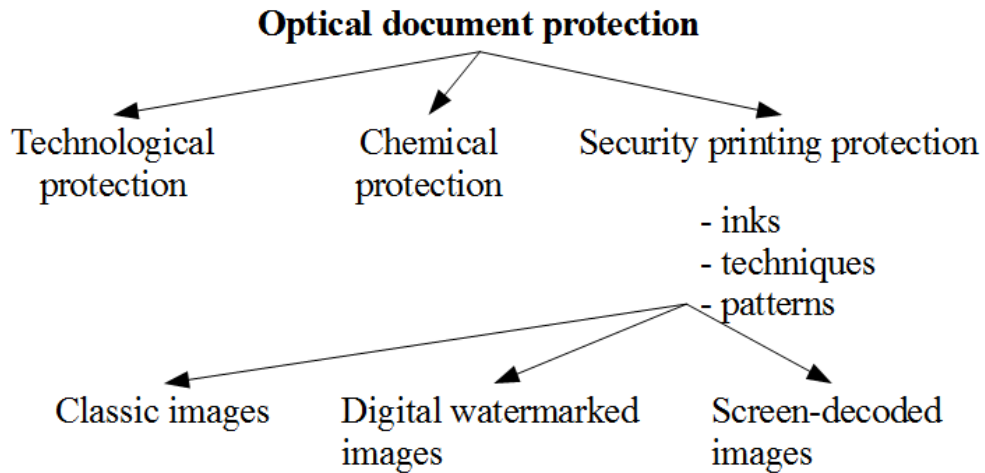 Optical document protection
Technological
protection
Chemical
protection
Security printing protection
- inks
- techniques
- patterns
Classic images
Digital watermarked
images
Screen-decoded
images